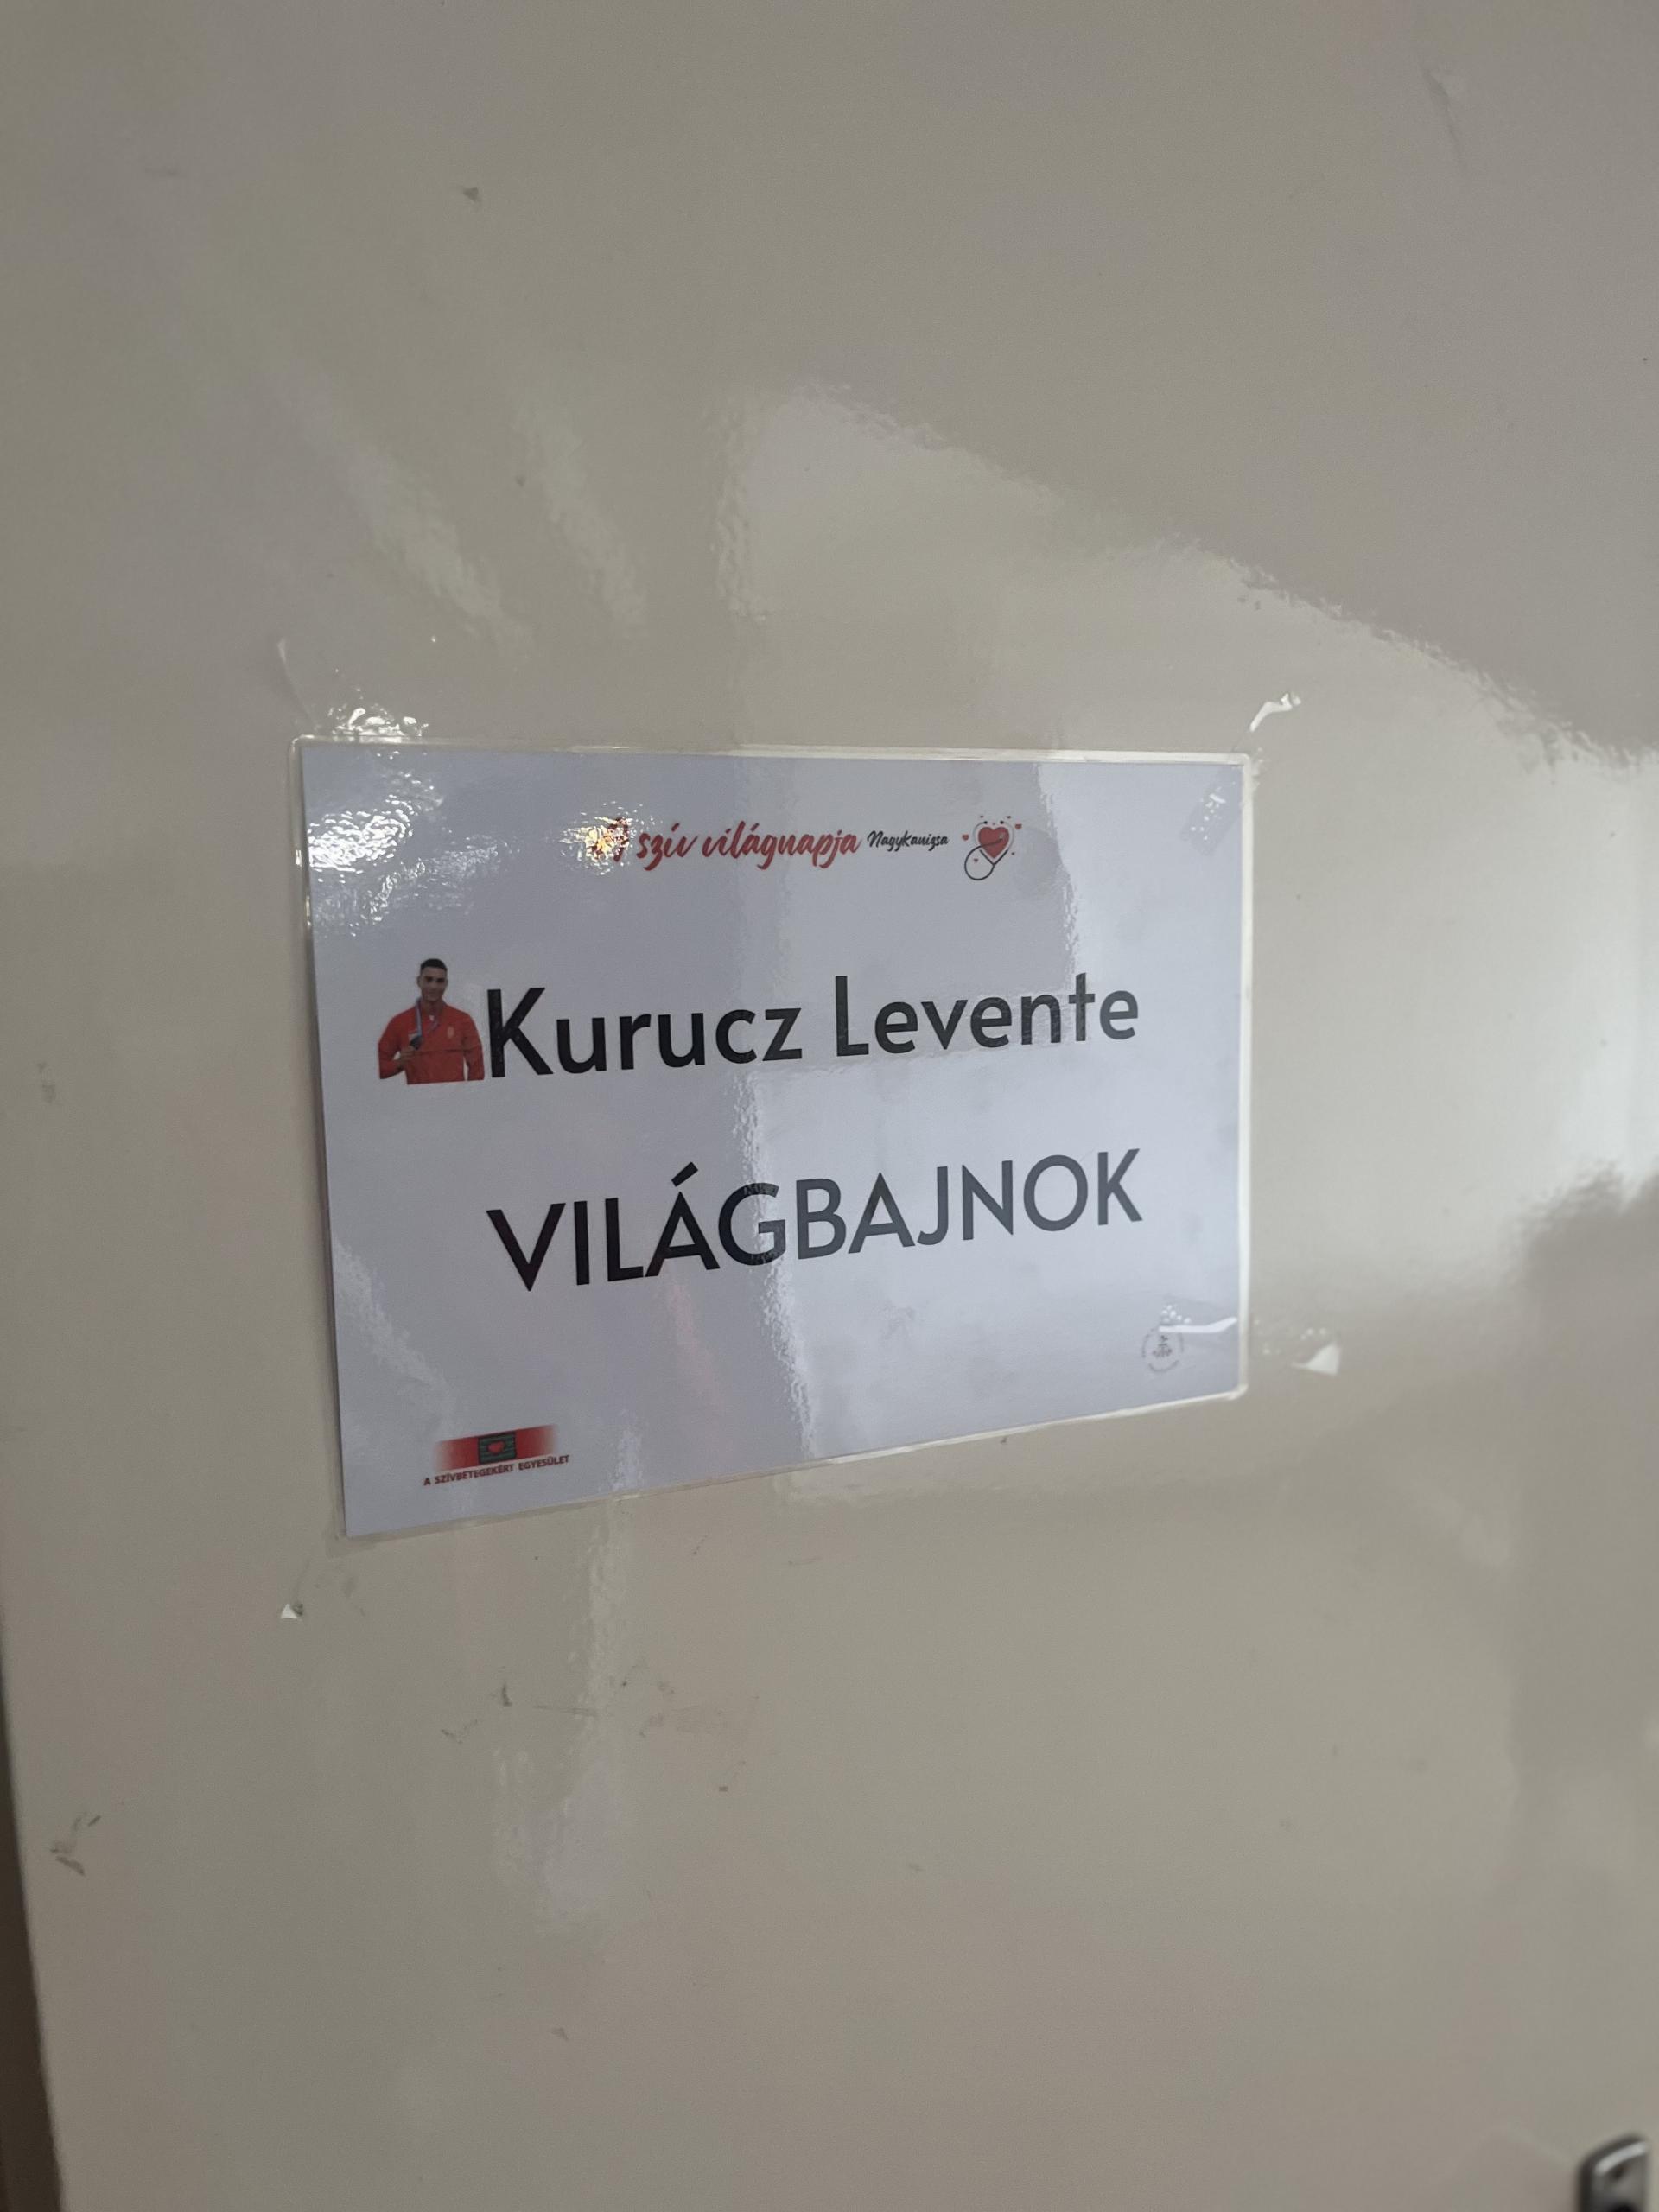 A szív világnapja Nagykanizsa
Kurucz Levente
VILÁGBAJNOK
A SZÍVBETEGEKÉRT EGYESÜLET